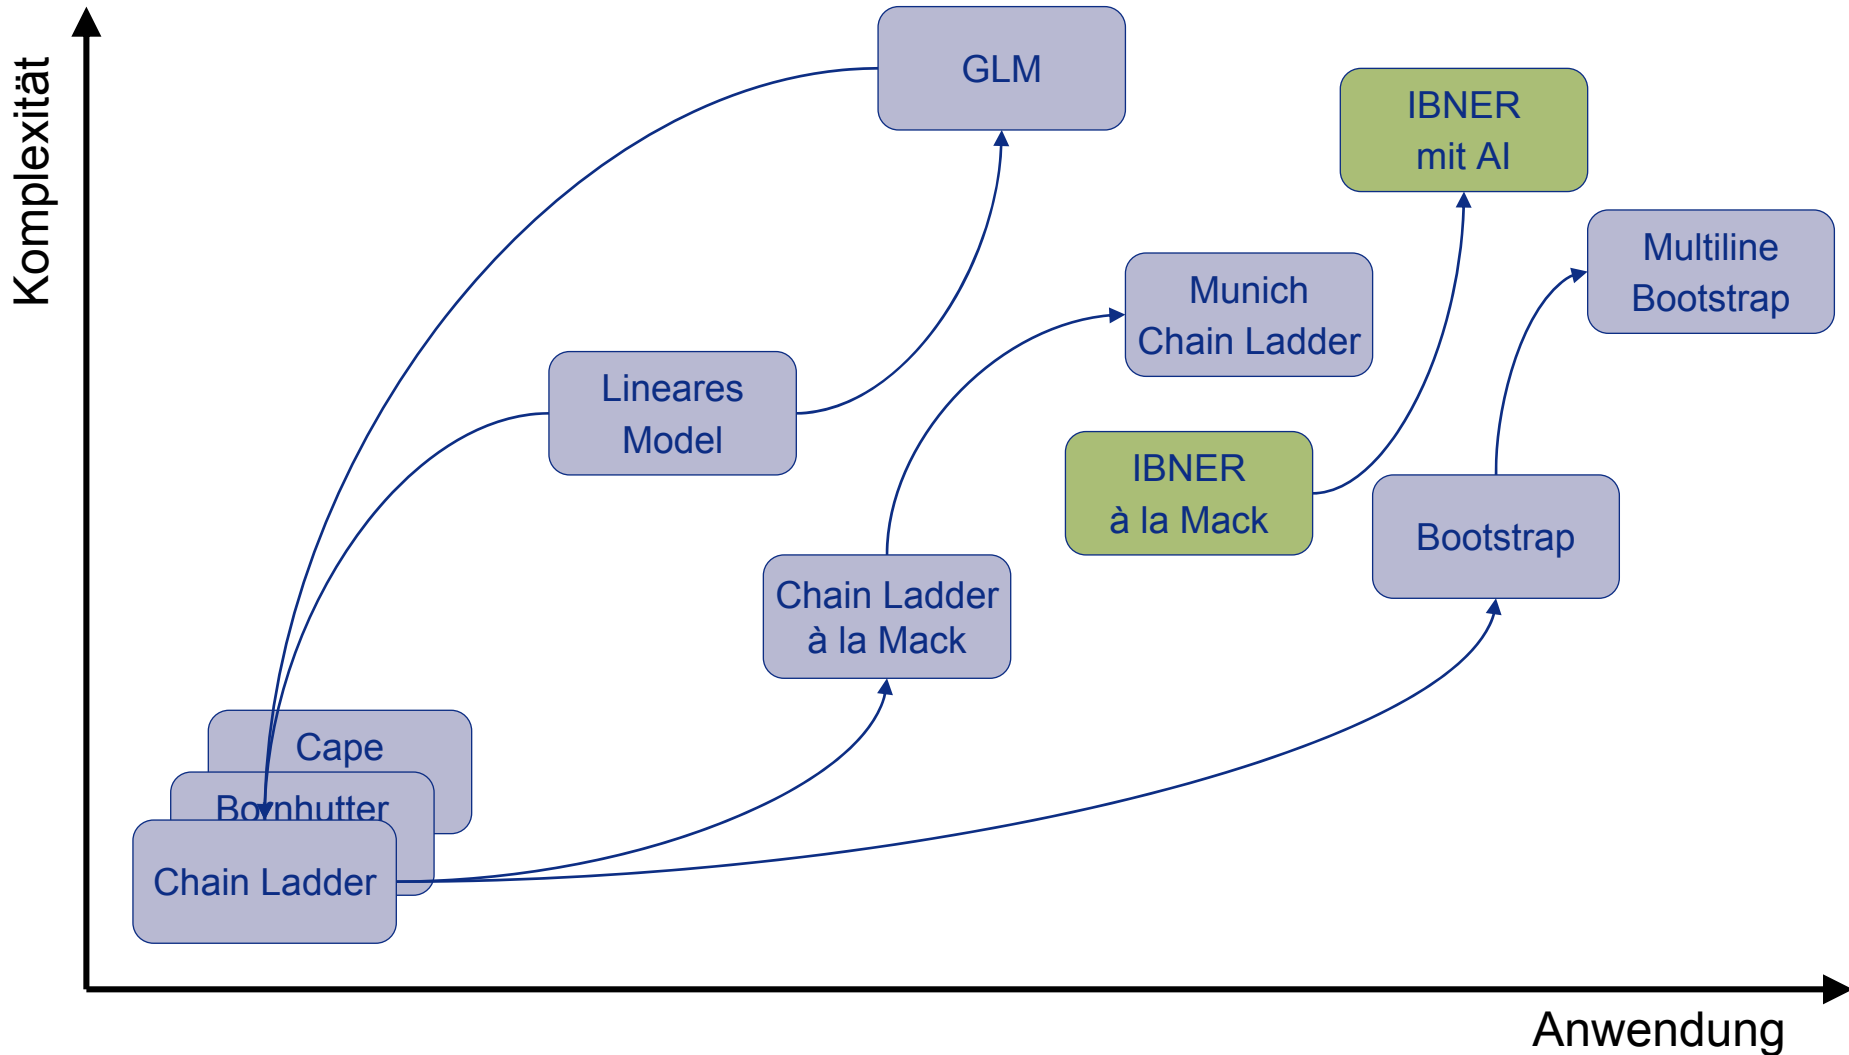 Komplexität
GLM
IBNER
mit AI
Multiline
Bootstrap
Munich
Chain Ladder
Lineares
Model
IBNER
à la Mack
Bootstrap
Chain Ladder
à la Mack
Cape
Bornhutter
Chain Ladder
Anwendung